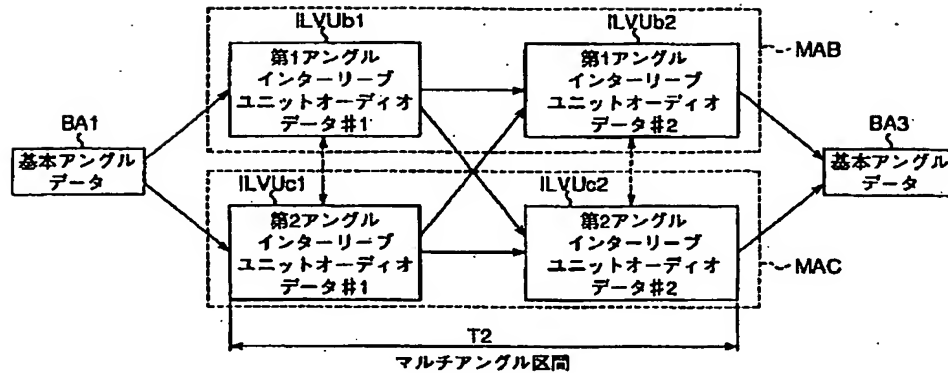 ILVUb1
ILVUb2
第1アングル
インターリーブ
ユニットオーディオ
データ#1
第1アングル
インターリーブ
ユニットオーディオ
データ#2
MAB
BA1
基本アングル
データ
BA3
基本アングル
データ
ILVUc1
ILVUc2
第2アングル
インターリーブ
ユニットオーディオ
データ#1
第2アングル
インターリーブ
ユニットオーディオ
データ#2
MAC
T2
マルチアングル区間